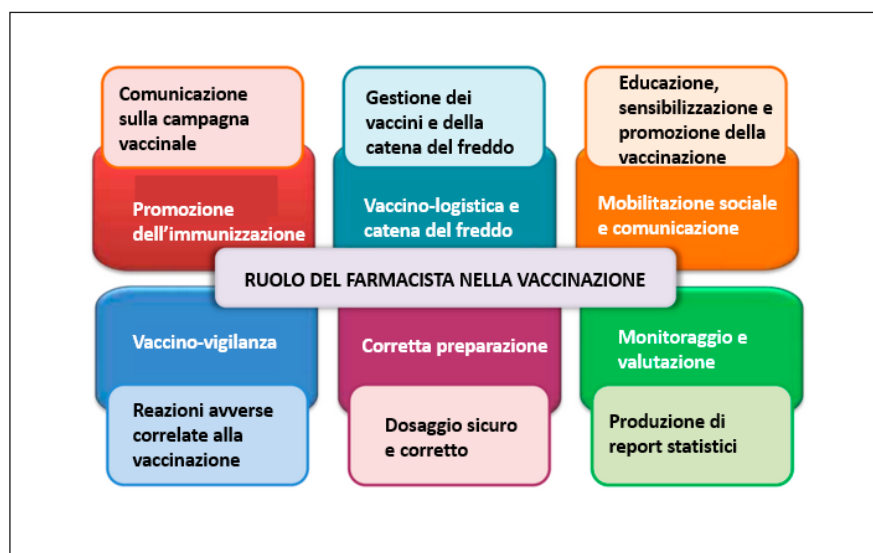 Comunicazione
sulla campagna
vaccinale
Promozione
dell'immunizzazione
Gestione dei
vaccini e della
catena del freddo
Vaccino-logistica e
catena del freddo
Educazione,
sensibilizzazione e
promozione della
vaccinazione
Mobilitazione sociale
e comunicazione
RUOLO DEL FARMACISTA NELLA VACCINAZIONE
Vaccino-vigilanza
Reazioni avverse
correlate alla
vaccinazione
Corretta preparazione
Dosaggio sicuro
e corretto
Monitoraggio e
valutazione
Produzione di
report statistici